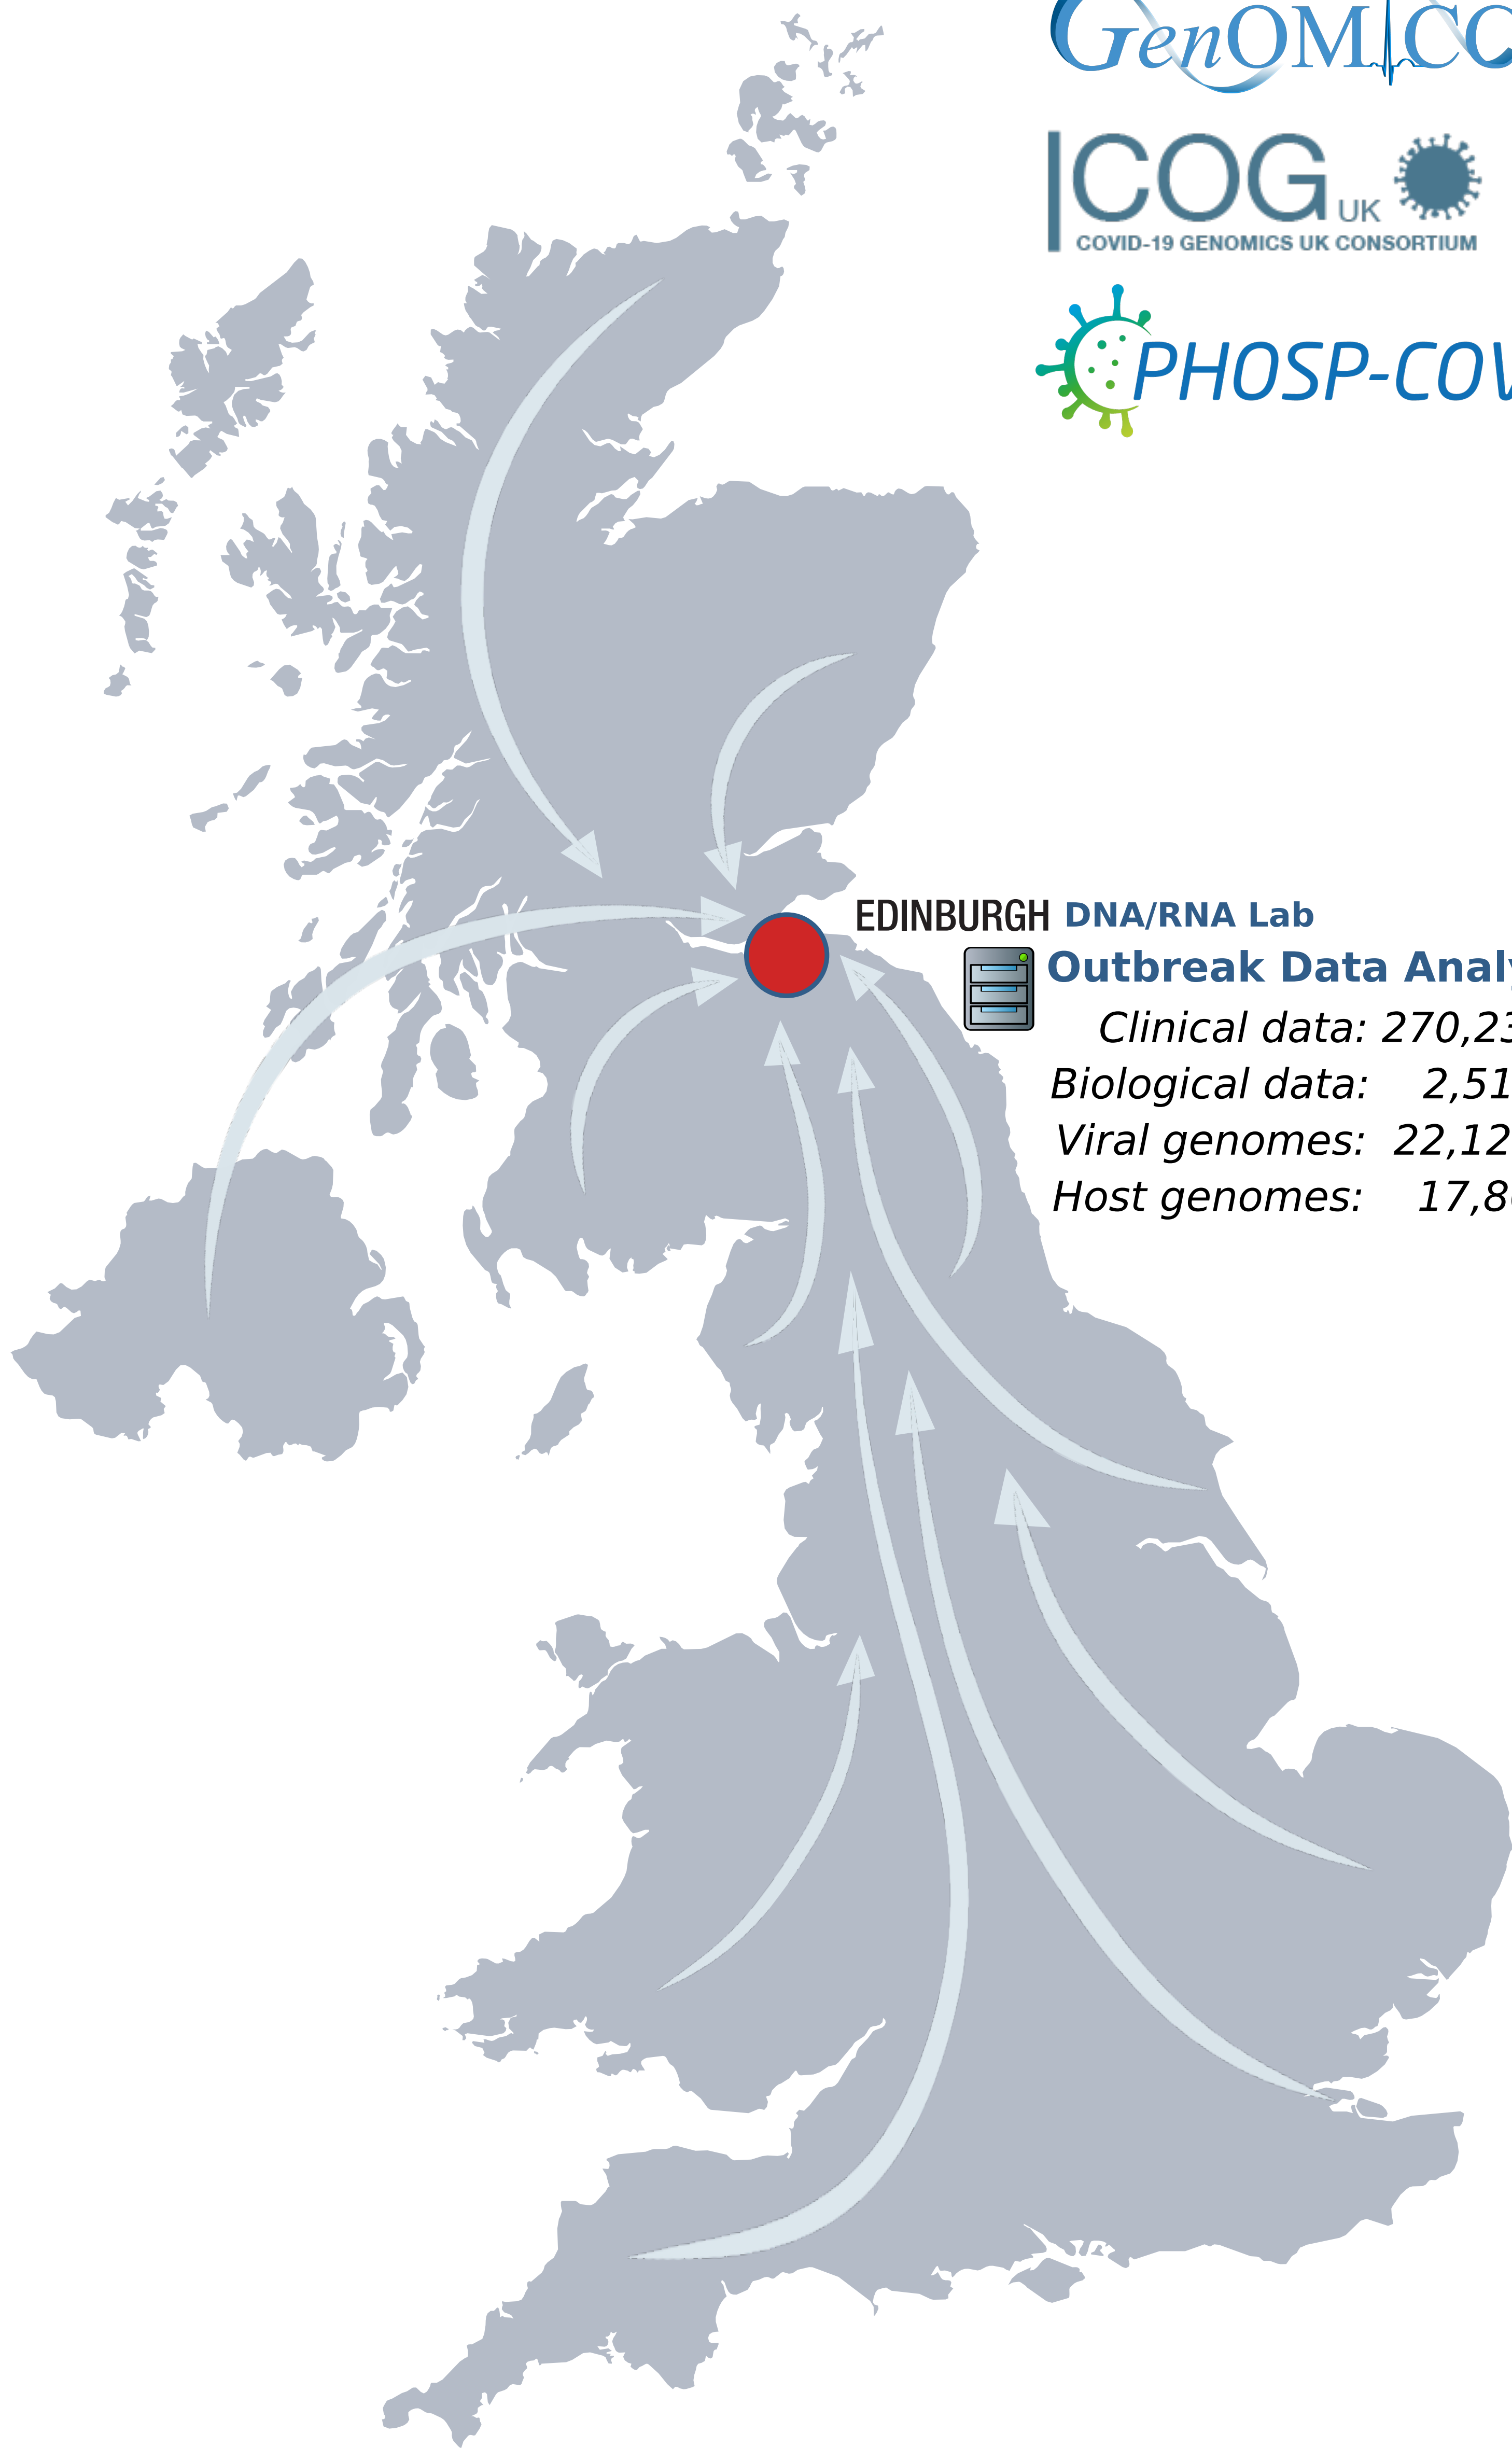 GenOMICC
COG UK
COVID-19 GENOMICS UK CONSORTIUM
PHOSP-COV
EDINBURGH DNA/RNA Lab
Outbreak Data Analy
Clinical data: 270,23
Biological data: 2,51
Viral genomes: 22,12
Host genomes: 17,8